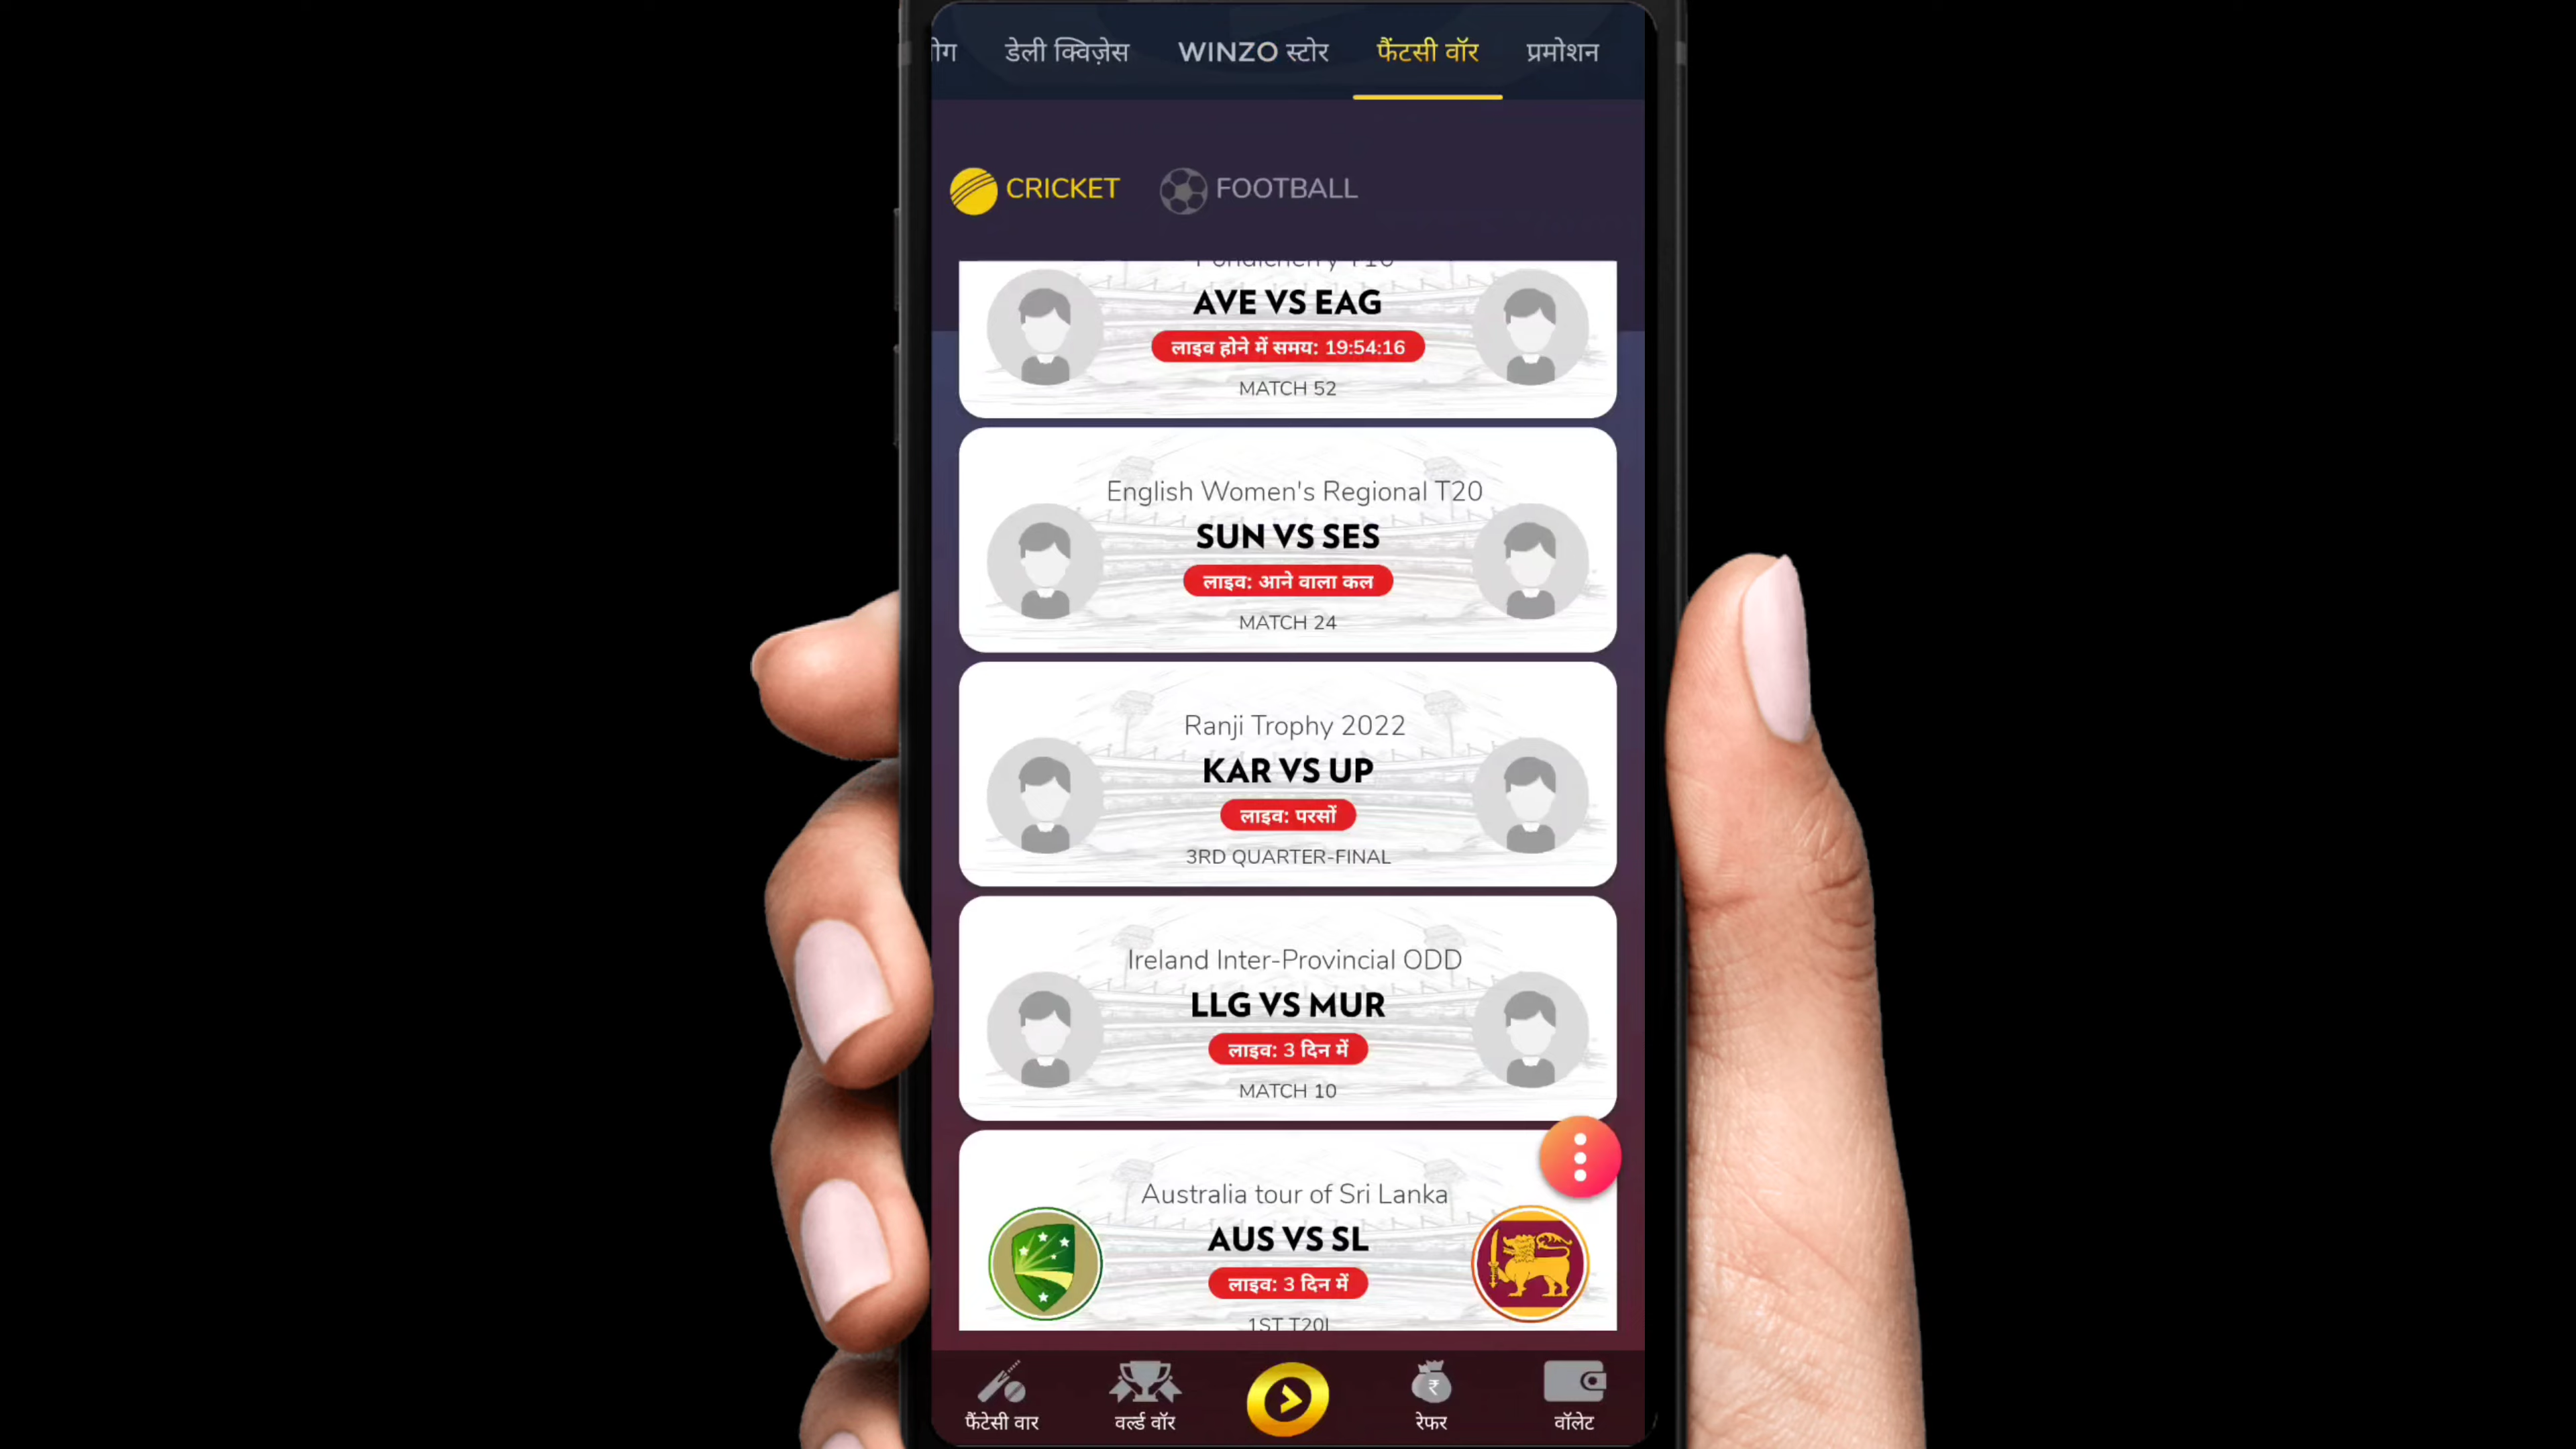 डेली क्विज़ेस WINZO स्टोर फैंटसी वॉर प्रमोशन
CRICKET FOOTBALL
AVE VS EAG
लाइव होने में समय: 19:54:16
MATCH 52
English Women's Regional T20
SUN VS SES
लाइव: आने वाला कल
MATCH 24
Ranji Trophy 2022
KAR VS UP
लाइव: परसों
3RD QUARTER-FINAL
Ireland Inter-Provincial ODD
LLG VS MUR
लाइव: 3 दिन में
MATCH 10
Australia tour of Sri Lanka
AUS VS SL
लाइव: 3 दिन में
1ST T20I
फैंटेसी वार वर्ल्ड वॉर रेफर वॉलेट